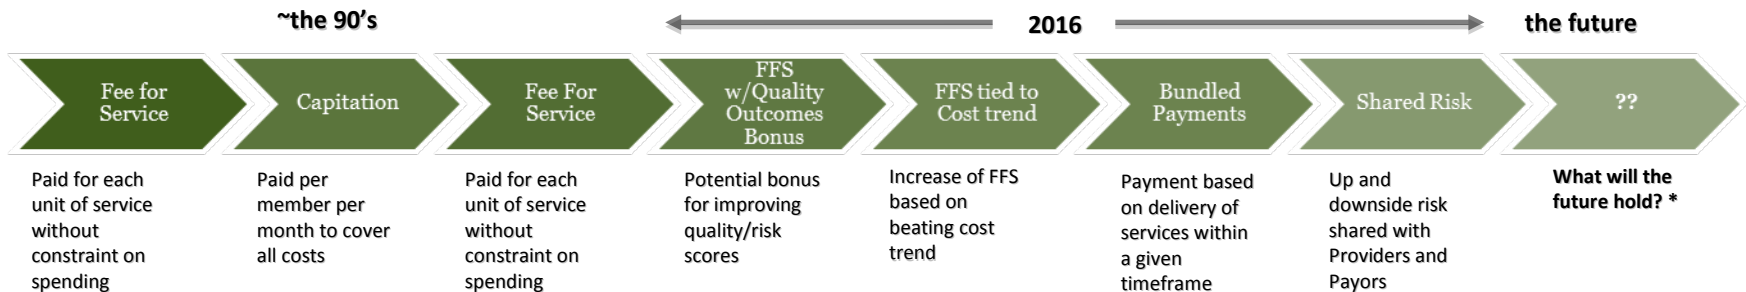 ~the 90's
2016
the future
Fee for
Service
Capitation
Fee For
Service
FFS
w/Quality
Outcomes
Bonus
FFS tied to
Cost trend
Bundled
Payments
Shared Risk
??
Paid for each
unit of service
without
constraint on
spending
Paid per
member per
month to cover
all costs
Paid for each
unit of service
without
constraint on
spending
Potential bonus
for improving
quality/risk
scores
Increase of FFS
based on
beating cost
trend
Payment based
on delivery of
services within
a given
timeframe
Up and
downside risk
shared with
Providers and
Payors
What will the
future hold? *